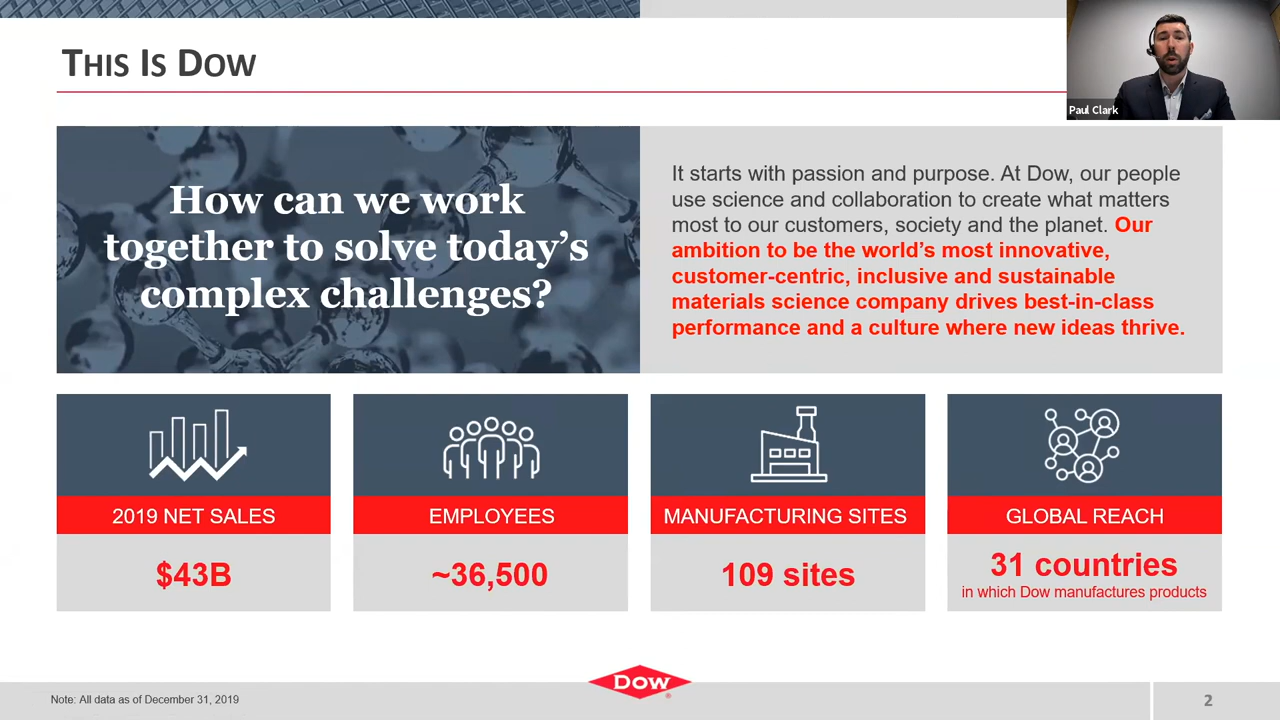 THIS IS DOW
Paul Clark
How can we work
together to solve today's
complex challenges?
It starts with passion and purpose. At Dow, our people
use science and collaboration to create what matters
most to our customers, society and the planet. Our
ambition to be the world's most innovative,
customer-centric, inclusive and sustainable
materials science company drives best-in-class
performance and a culture where new ideas thrive.
2019 NET SALES
$43B
EMPLOYEES
~36,500
MANUFACTURING SITES
109 sites
GLOBAL REACH
31 countries
in which Dow manufactures products
Note: All data as of December 31, 2019
DOW®
2